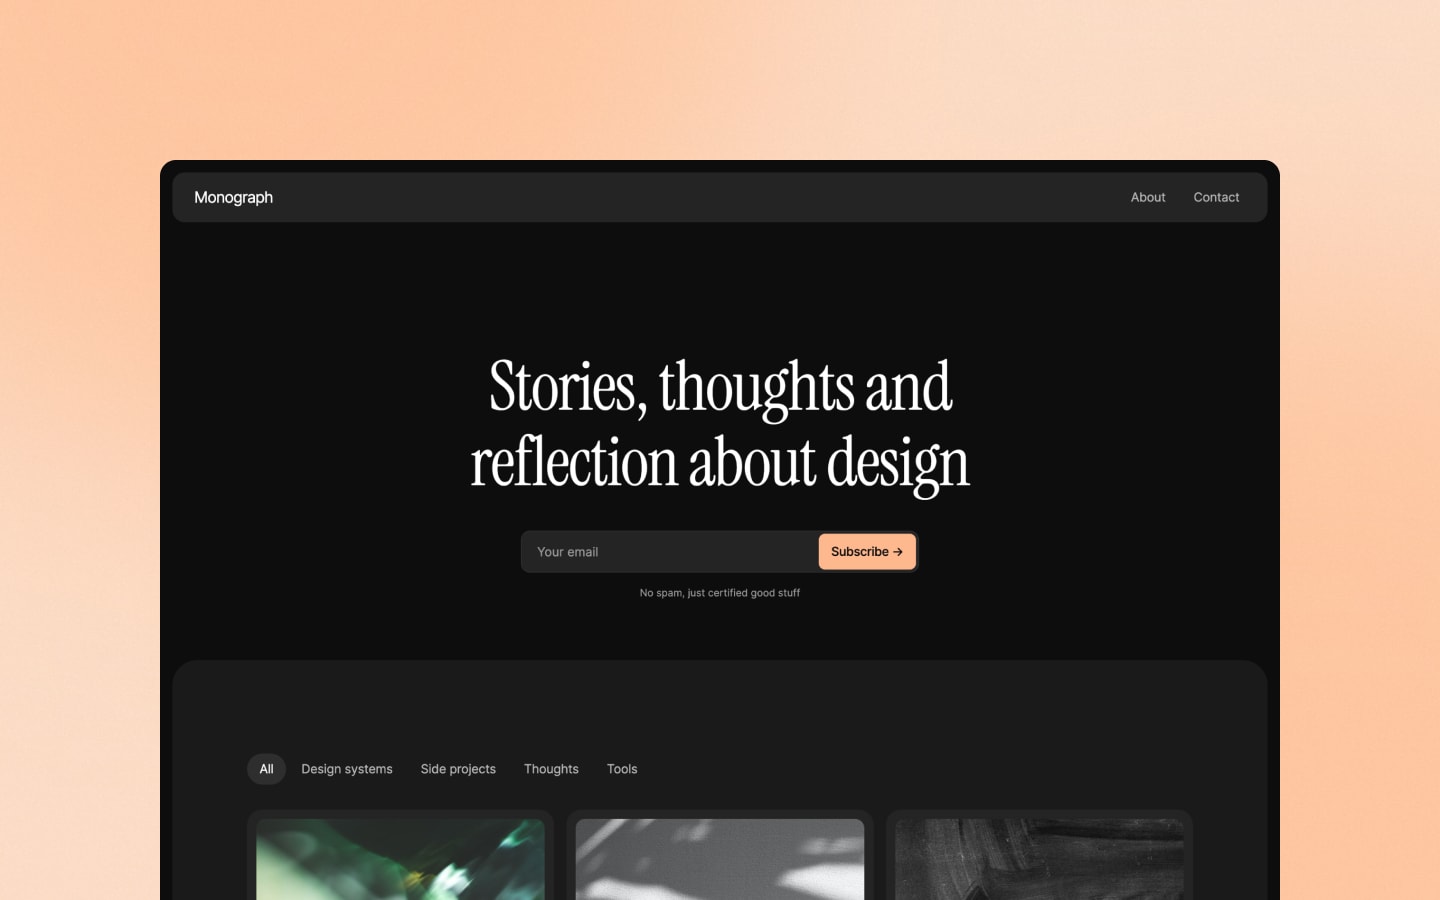 Monograph
About
Contact
Stories, thoughts and
reflection about design
Your email
Subscribe →
No spam, just certified good stuff
All
Design systems
Side projects
Thoughts
Tools